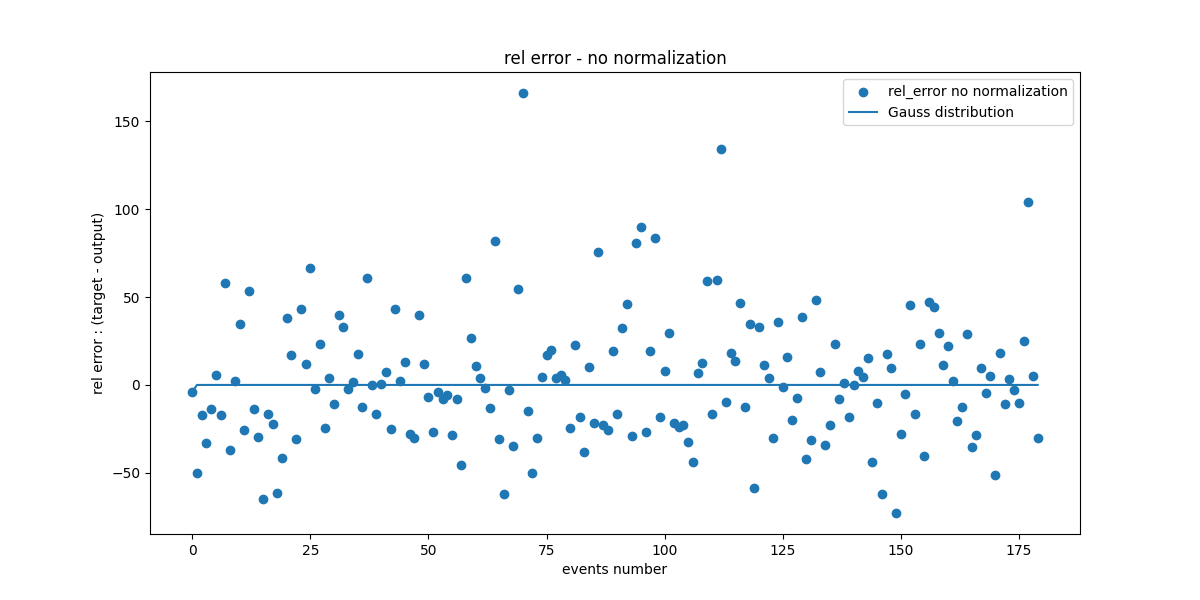 rel error - no normalization
rel_error no normalization
Gauss distribution
150
100
50
0
−50
rel error : (target - output)
0 25 50 75 100 125 150 175
events number